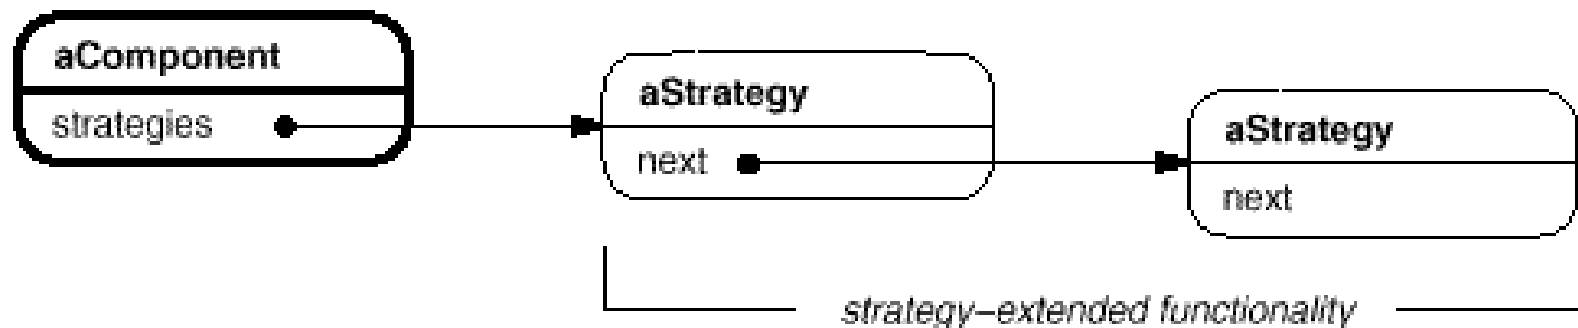 aComponent
strategies
aStrategy
next
aStrategy
next
strategy–extended functionality